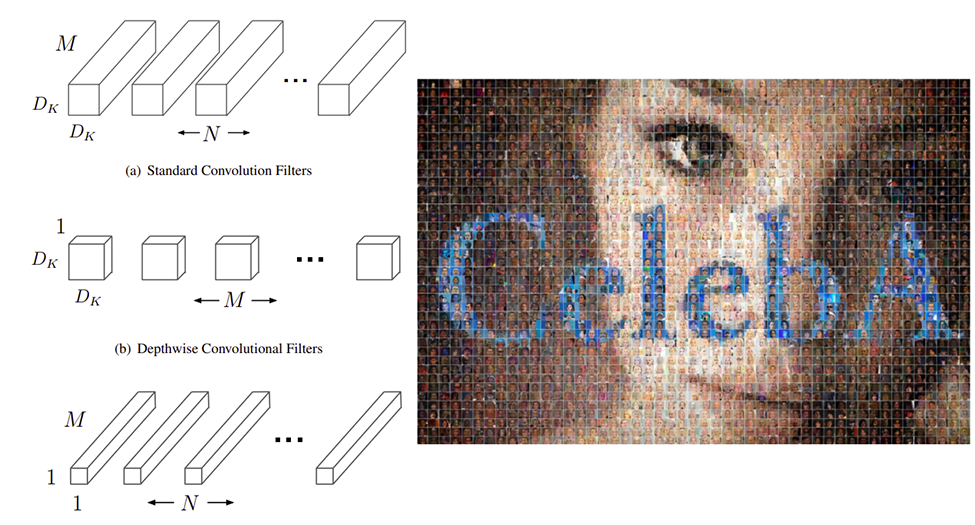 M
D_K
D_K
← N →
...
(a) Standard Convolution Filters
1
D_K
D_K
← M →
...
(b) Depthwise Convolutional Filters
M
1
1
← N →
...
CelebA